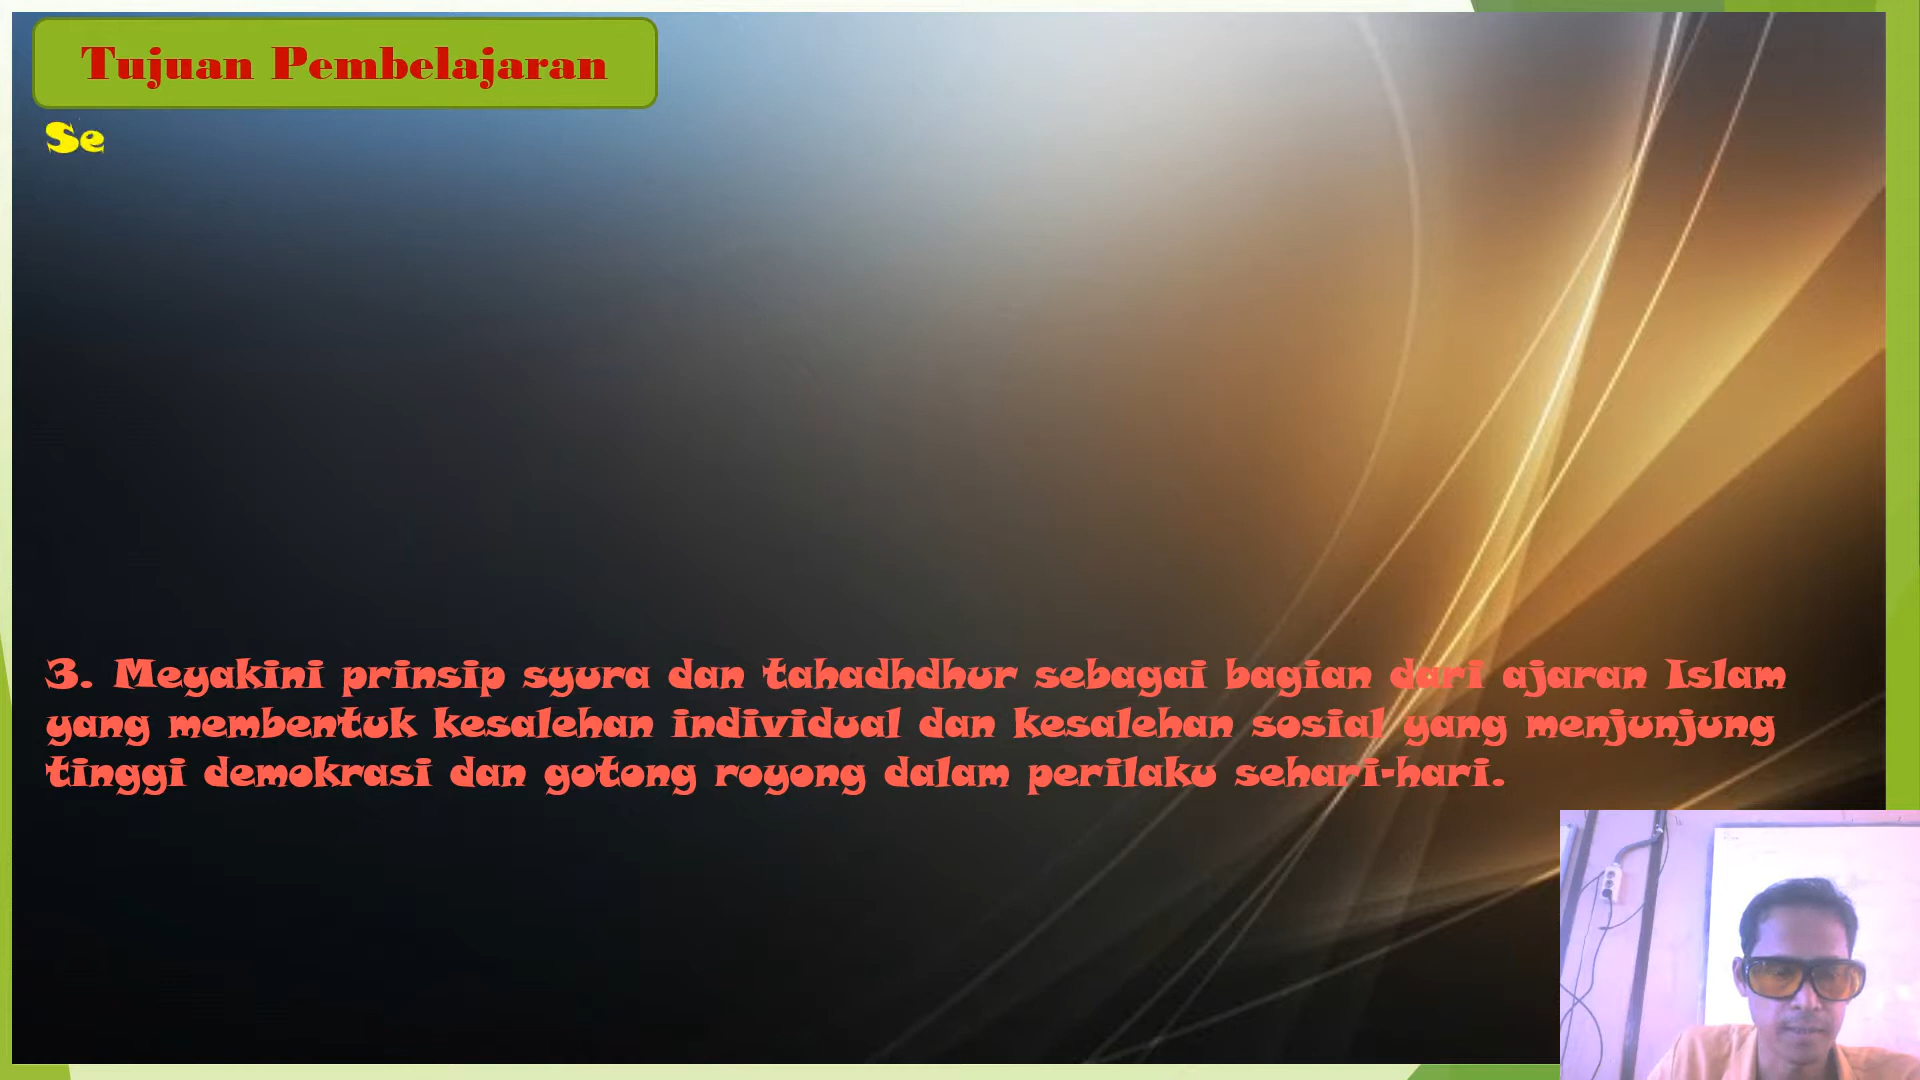 Tujuan Pembelajaran
Se
3. Meyakini prinsip syura dan tahadhdhur sebagai bagian dari ajaran Islam
yang membentuk kesalehan individual dan kesalehan sosial yang menjunjung
tinggi demokrasi dan gotong royong dalam perilaku sehari-hari.